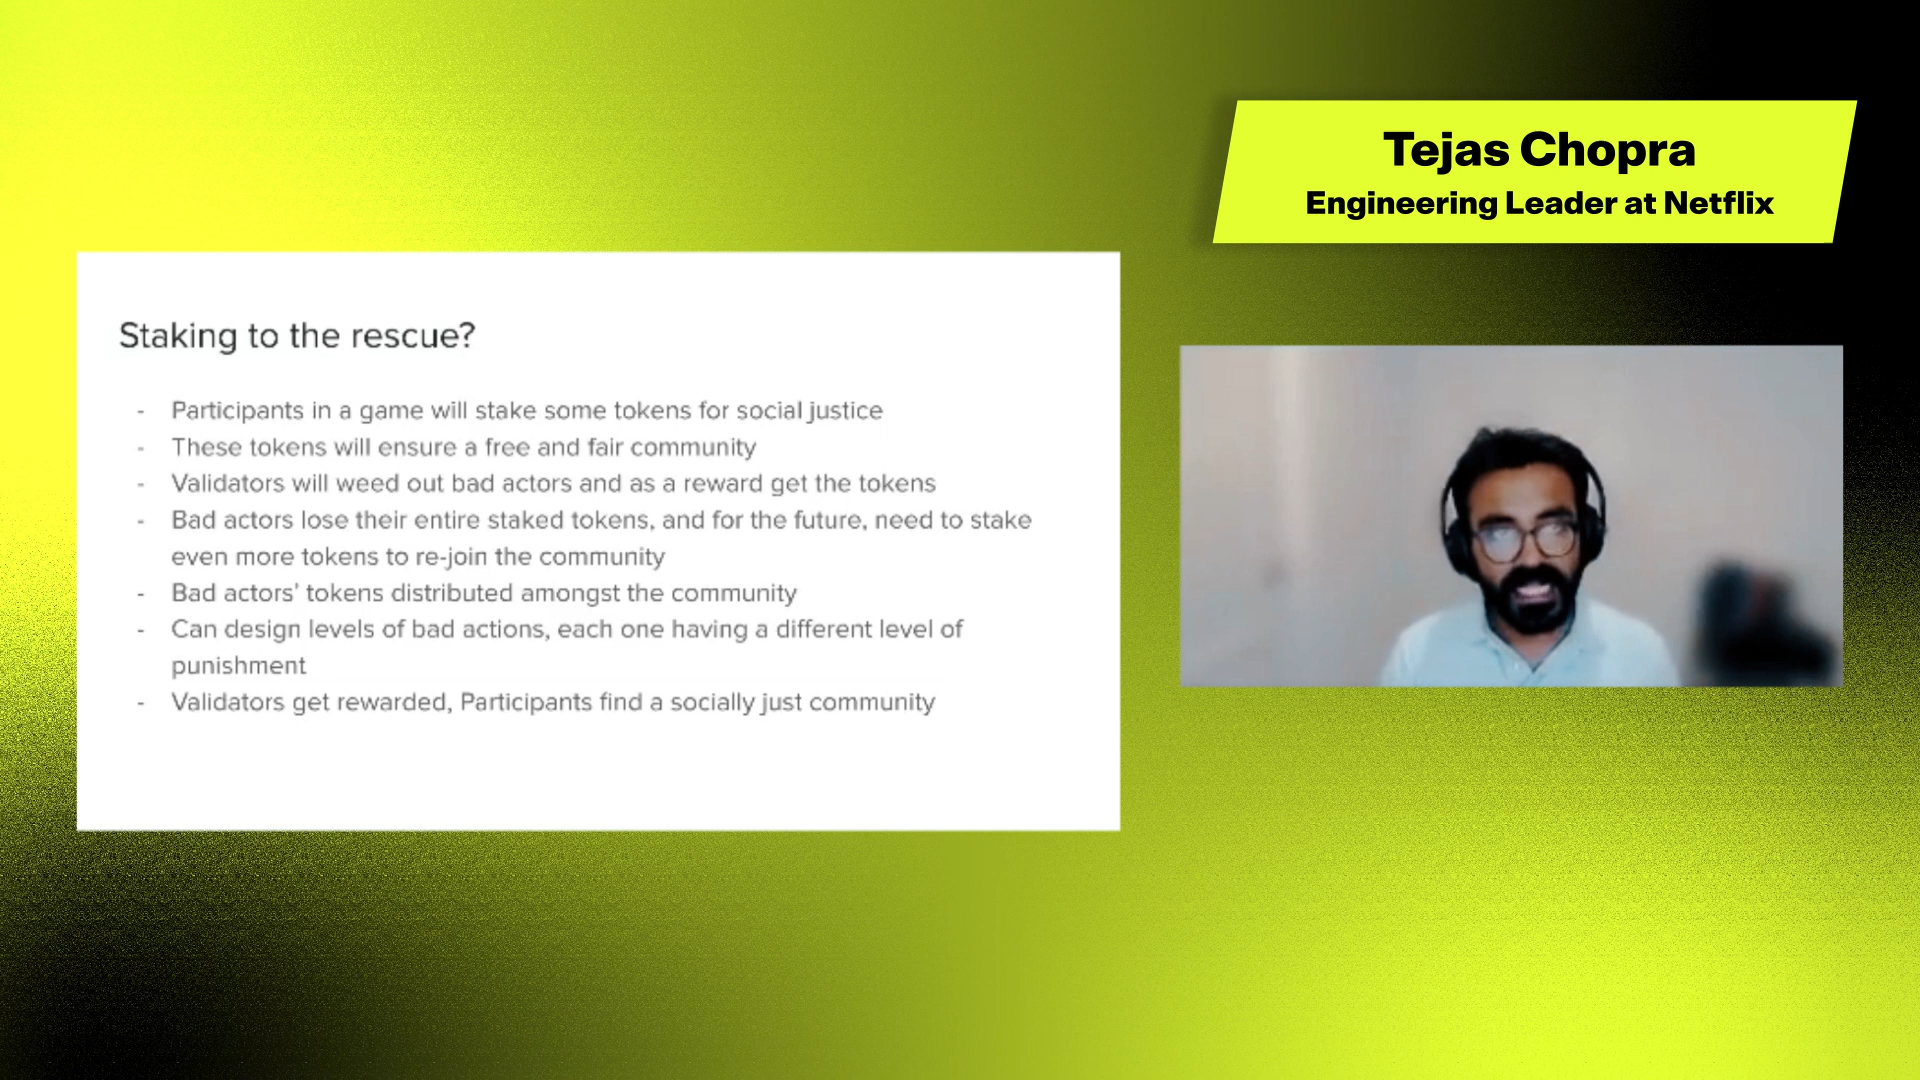 Tejas Chopra
Engineering Leader at Netflix
Staking to the rescue?
- Participants in a game will stake some tokens for social justice
- These tokens will ensure a free and fair community
- Validators will weed out bad actors and as a reward get the tokens
- Bad actors lose their entire staked tokens, and for the future, need to stake
even more tokens to re-join the community
- Bad actors' tokens distributed amongst the community
- Can design levels of bad actions, each one having a different level of
punishment
- Validators get rewarded, Participants find a socially just community